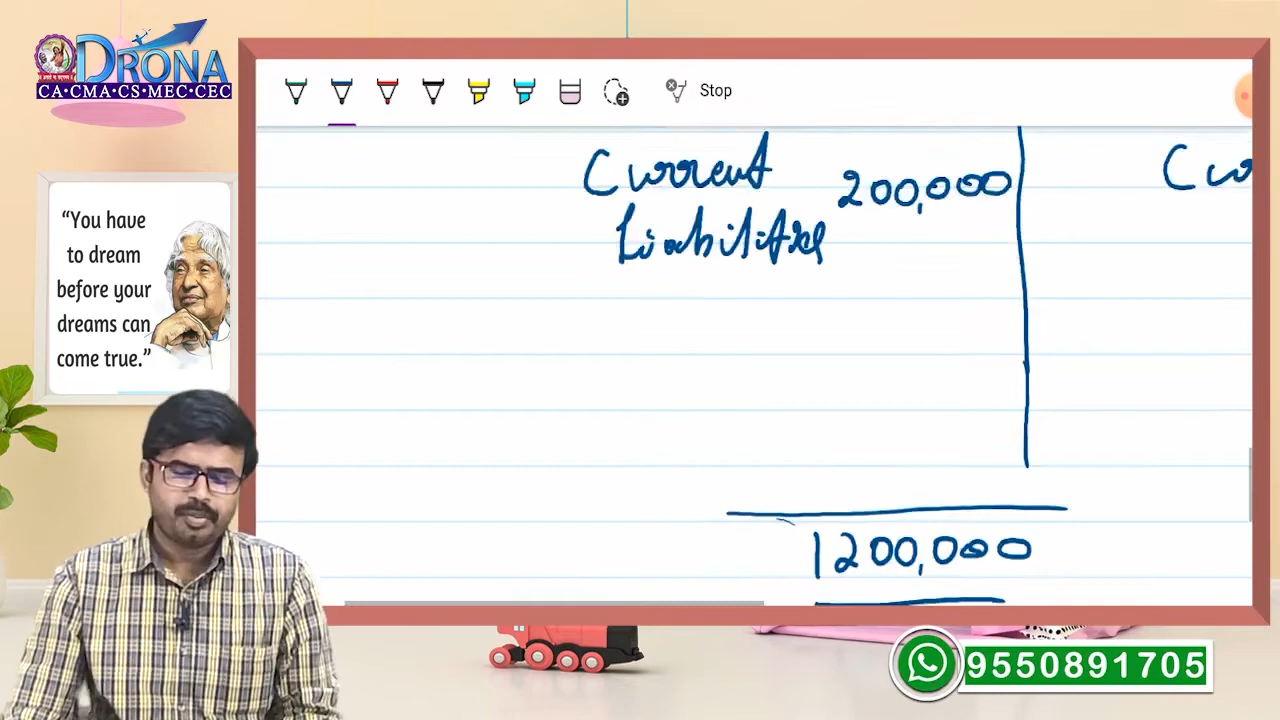 DRONA
CA•CMA•CS•MEC•CEC
Stop
“You have
to dream
before your
dreams can
come true.”
Current 200,000
Liabilities
Cu
1200,000
9550891705